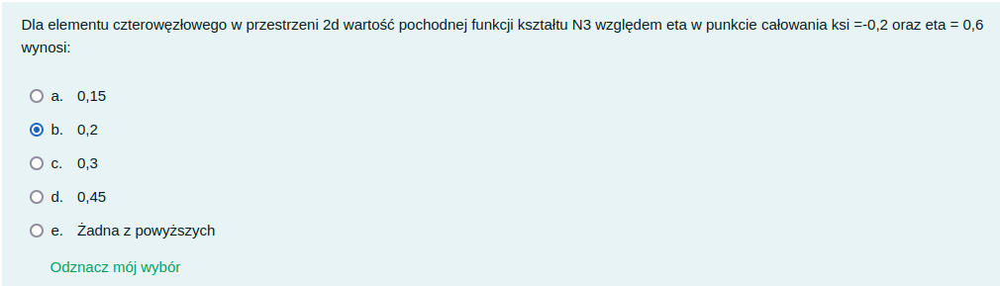 Dla elementu czterowęzłowego w przestrzeni 2d wartość pochodnej funkcji kształtu N3 względem eta w punkcie całowania ksi =-0,2 oraz eta = 0,6
wynosi:
a. 0,15
b. 0,2
c. 0,3
d. 0,45
e. Żadna z powyższych
Odznacz mój wybór